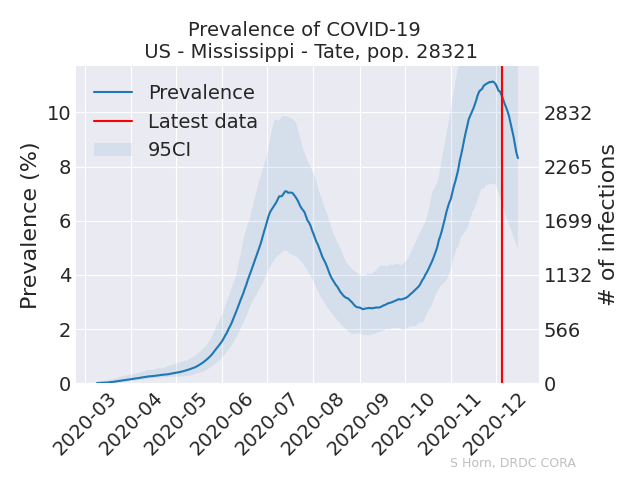 Prevalence of COVID-19
US - Mississippi - Tate, pop. 28321
Prevalence
Latest data
95CI
Prevalence (%)
10
8
6
4
2
0
# of infections
2832
2265
1699
1132
566
0
2020-03
2020-04
2020-05
2020-06
2020-07
2020-08
2020-09
2020-10
2020-11
2020-12
S Horn, DRDC CORA